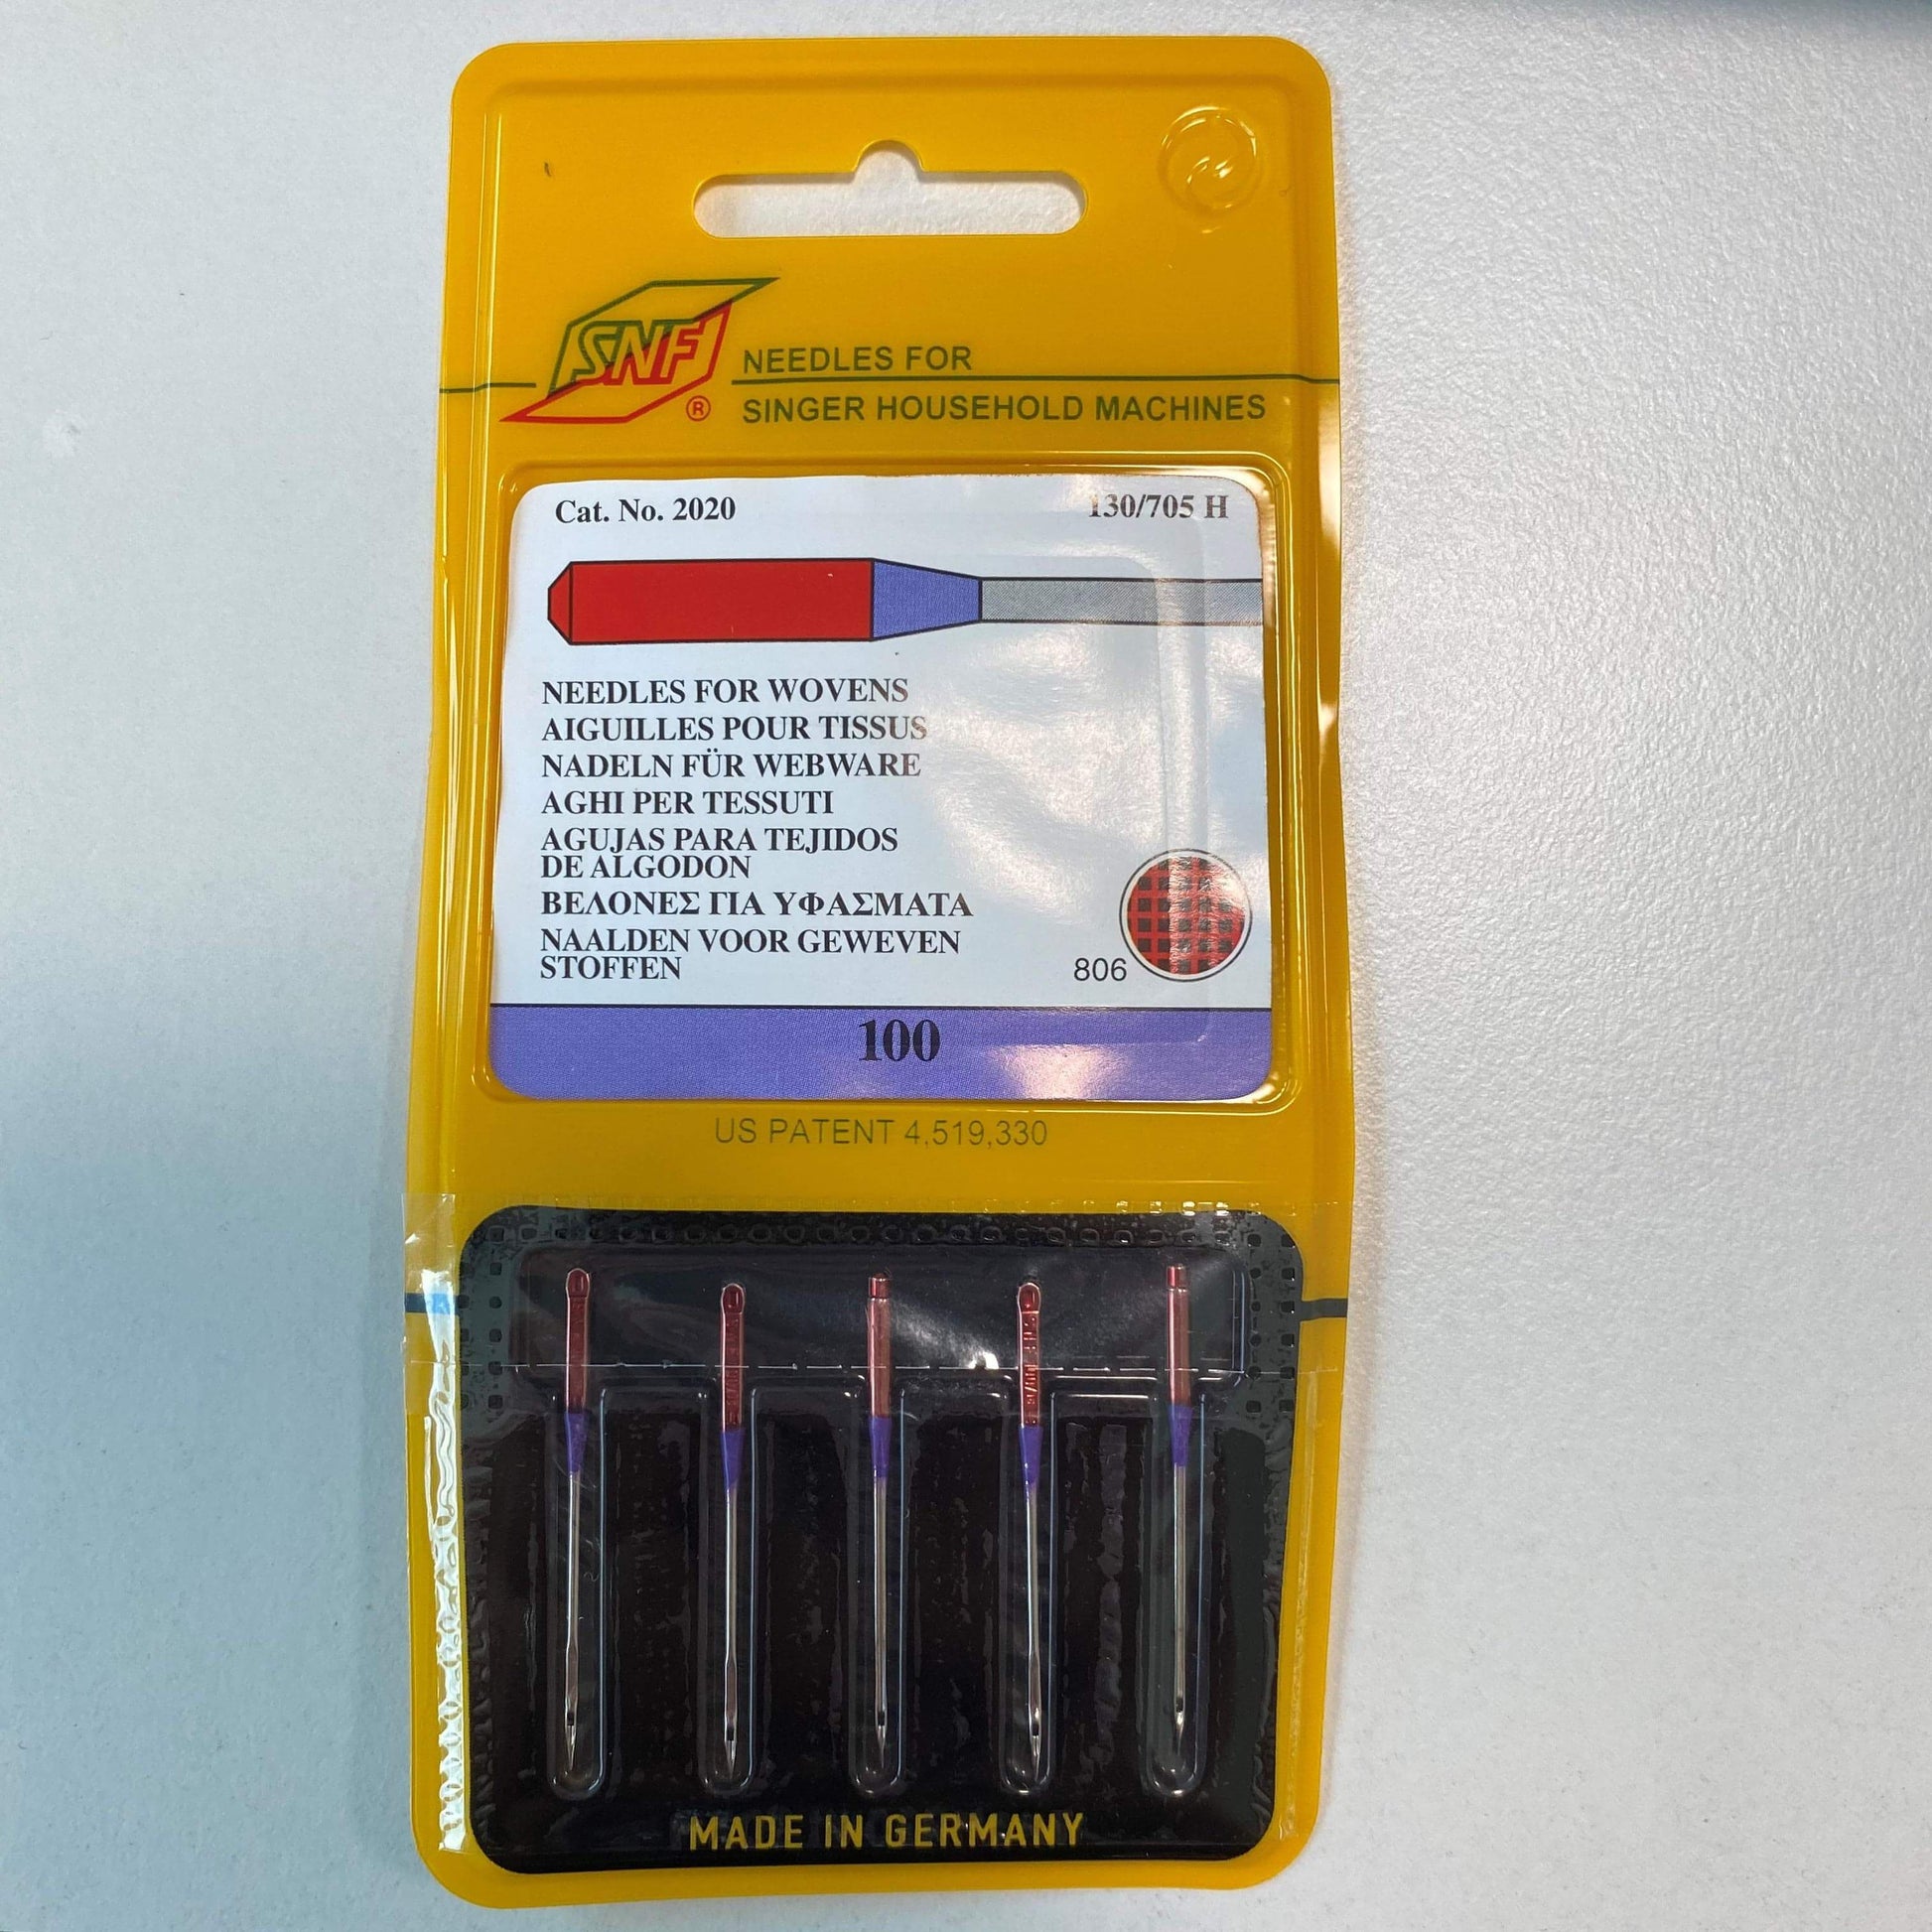 SNF
®
NEEDLES FOR
SINGER HOUSEHOLD MACHINES
Cat. No. 2020 130/705 H
NEEDLES FOR WOVENS
AIGUILLES POUR TISSUS
NADELN FÜR WEBWARE
AGHI PER TESSUTI
AGUJAS PARA TEJIDOS
DE ALGODON
ΒΕΛΟΝΕΣ ΓΙΑ ΥΦΑΣΜΑΤΑ
NAALDEN VOOR GEWEVEN
STOFFEN
806
100
US PATENT 4,519,330
MADE IN GERMANY